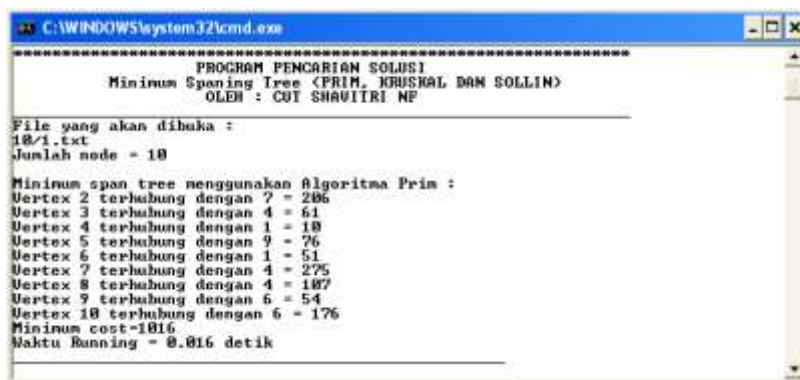 C:\WINDOWS\system32\cmd.exe
PROGRAM PENCARIAN SOLUSI
Minimum Spaning Tree (PRIM, KRUSKAL DAN SOLLIN)
OLEH : CUT SHAVITRI NF
File yang akan dibuka :
10/1.txt
Jumlah node = 10
Minimum span tree menggunakan Algoritma Prim :
Vertex 2 terhubung dengan 7 = 206
Vertex 3 terhubung dengan 4 = 61
Vertex 4 terhubung dengan 1 = 10
Vertex 5 terhubung dengan 9 = 76
Vertex 6 terhubung dengan 1 = 51
Vertex 7 terhubung dengan 4 = 275
Vertex 8 terhubung dengan 4 = 107
Vertex 9 terhubung dengan 6 = 54
Vertex 10 terhubung dengan 6 = 176
Minimum cost=1016
Waktu Running = 0.016 detik